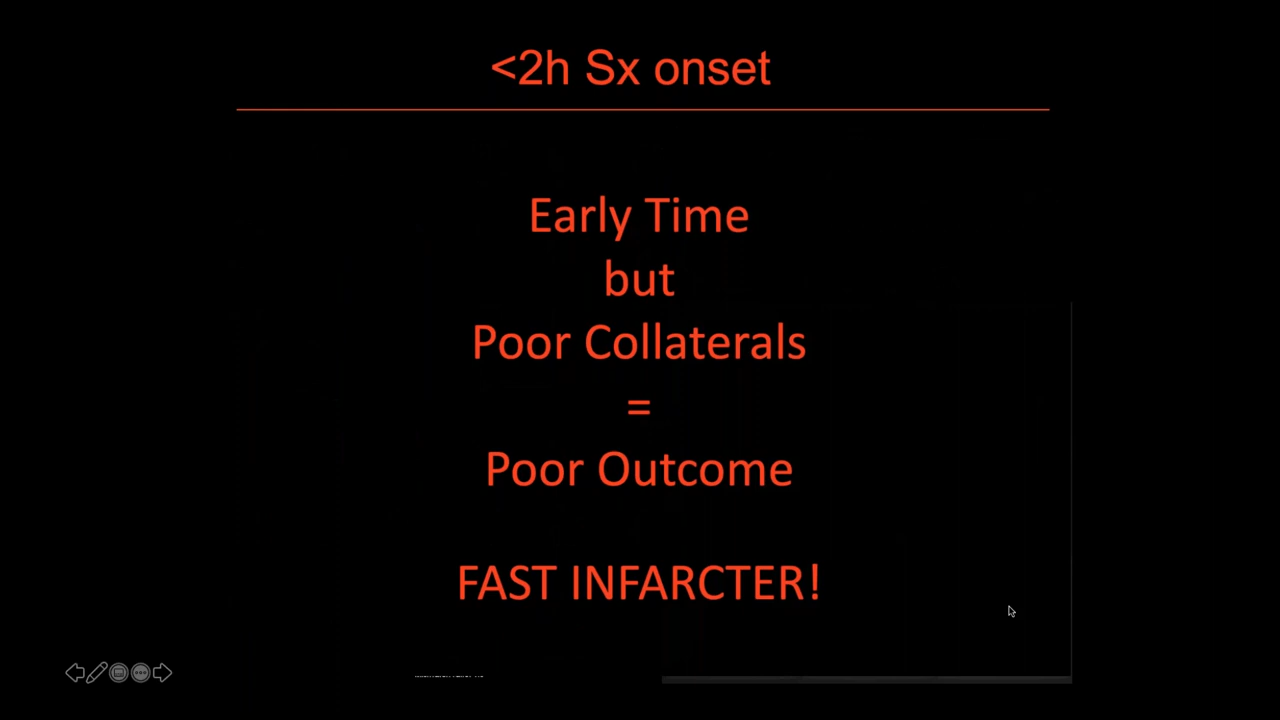 <2h Sx onset
Early Time
but
Poor Collaterals
=
Poor Outcome
FAST INFARCTER!